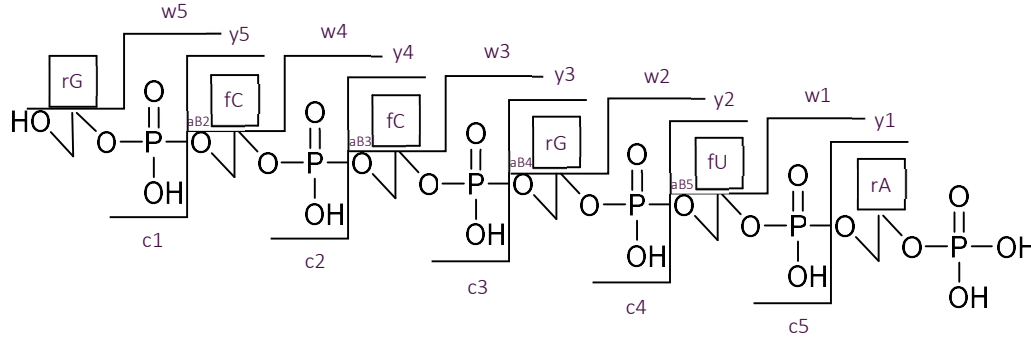 w5
y5
w4
y4
w3
y3
w2
y2
w1
y1
rG
fC
fC
rG
fU
rA
aB2
aB3
aB4
aB5
HO
O
O
P
OH
O
O
O
P
OH
O
O
O
P
OH
O
O
O
P
OH
O
O
O
P
OH
O
O
O
P
OH
OH
c1
c2
c3
c4
c5